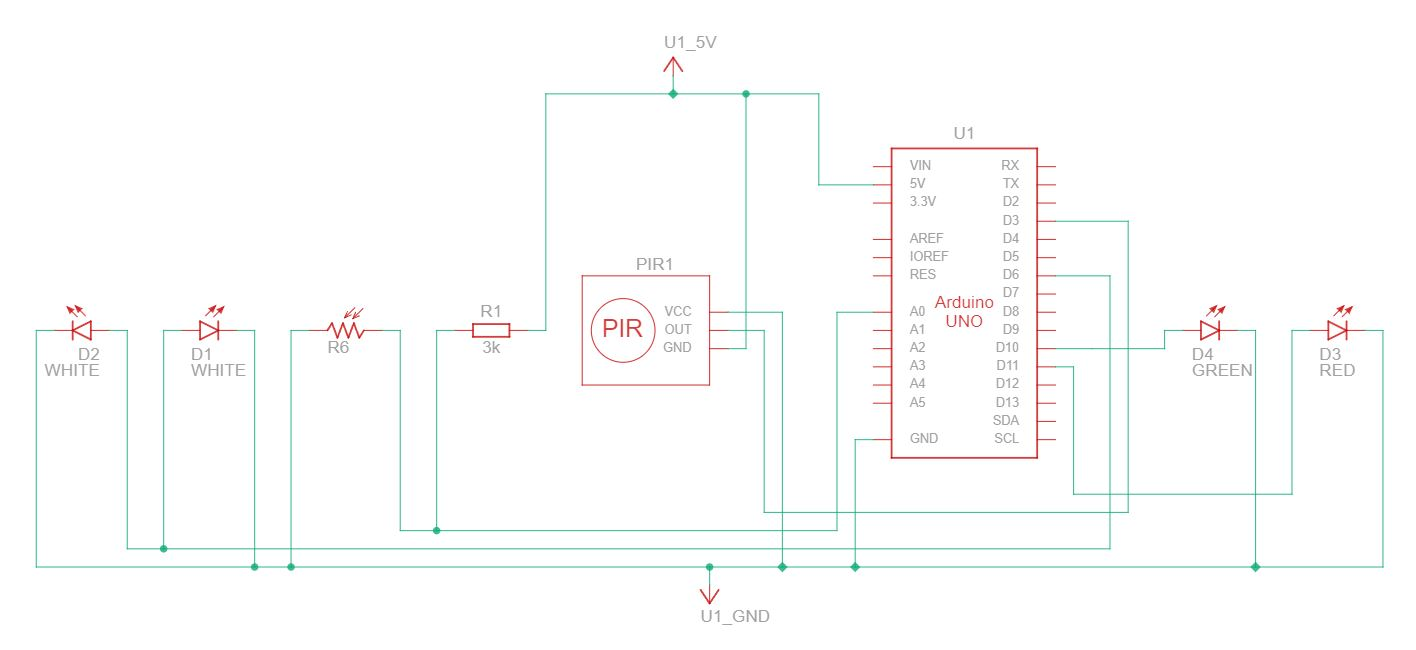 U1_5V
U1
VIN
RX
5V
TX
3.3V
D2
D3
AREF
D4
IOREF
D5
RES
D6
D7
Arduino
UNO
A0
D8
A1
D9
A2
D10
A3
D11
A4
D12
A5
D13
SDA
GND
SCL
PIR1
PIR
VCC
OUT
GND
D2
WHITE
D1
WHITE
R6
R1
3k
D4
GREEN
D3
RED
U1_GND